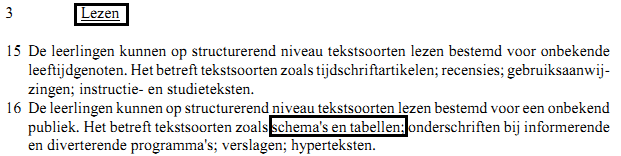 3 Lezen
15 De leerlingen kunnen op structurerend niveau tekstsoorten lezen bestemd voor onbekende
leeftijdgenoten. Het betreft tekstsoorten zoals tijdschriftartikelen; recensies; gebruiksaanwij-
zingen; instructie- en studieteksten.
16 De leerlingen kunnen op structurerend niveau tekstsoorten lezen bestemd voor een onbekend
publiek. Het betreft tekstsoorten zoals schema's en tabellen; onderschriften bij informerende
en diverterende programma's; verslagen; hyperteksten.